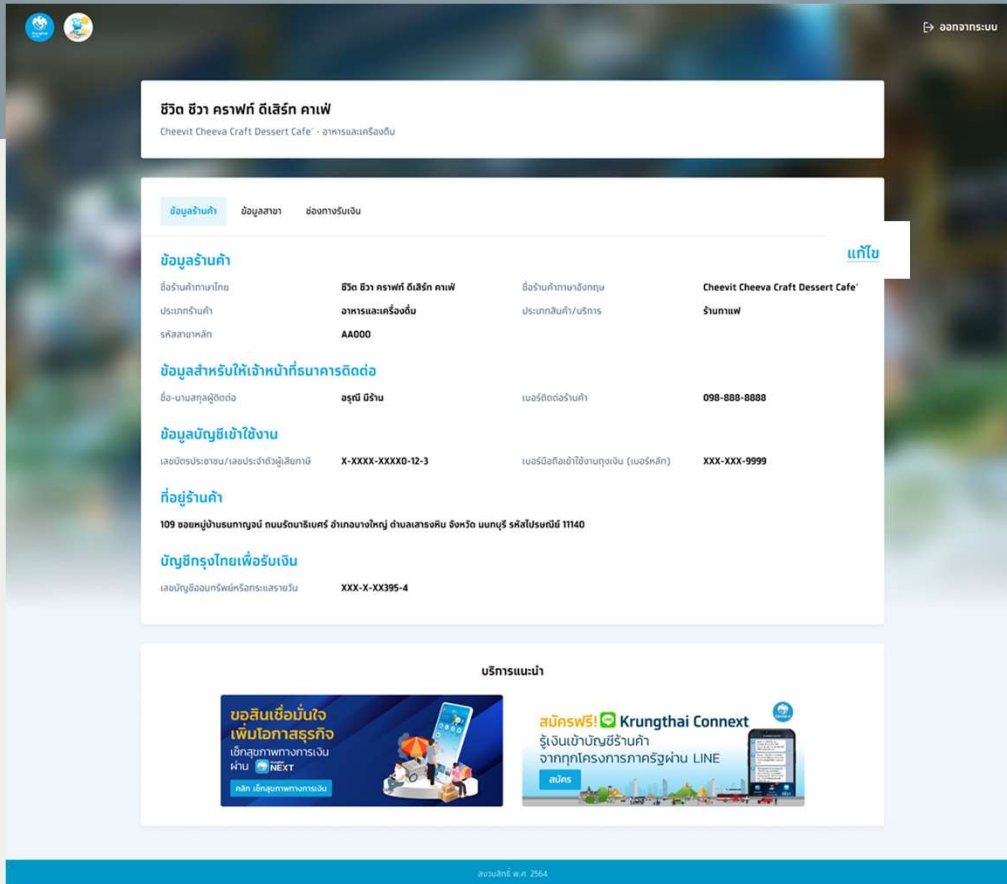 ออกจากระบบ
ชีวิต ชีวา คราฟท์ ดีเสิร์ท คาเฟ่
Cheevit Cheeva Craft Dessert Cafe´ · อาหารและเครื่องดื่ม
ข้อมูลร้านค้า ข้อมูลสาขา ช่องทางรับเงิน
แก้ไข
ข้อมูลร้านค้า
ชื่อร้านค้าภาษาไทย ชีวิต ชีวา คราฟท์ ดีเสิร์ท คาเฟ่ ชื่อร้านค้าภาษาอังกฤษ Cheevit Cheeva Craft Dessert Cafe´
ประเภทร้านค้า อาหารและเครื่องดื่ม ประเภทสินค้า/บริการ ร้านกาแฟ
รหัสสาขาหลัก AA000
ข้อมูลสำหรับให้เจ้าหน้าที่ธนาคารติดต่อ
ชื่อ-นามสกุลผู้ติดต่อ อรุณี มีร้าน เบอร์ติดต่อร้านค้า 098-888-8888
ข้อมูลบัญชีเข้าใช้งาน
เลขบัตรประชาชน/เลขประจำตัวผู้เสียภาษี X-XXXX-XXXX0-12-3 เบอร์มือถือเข้าใช้งานถุงเงิน (เบอร์หลัก) XXX-XXX-9999
ที่อยู่ร้านค้า
109 ซอยหมู่บ้านธนกาญจน์ ถนนรัตนาธิเบศร์ อำเภอบางใหญ่ ตำบลเสาธงหิน จังหวัด นนทบุรี รหัสไปรษณีย์ 11140
บัญชีกรุงไทยเพื่อรับเงิน
เลขบัญชีออมทรัพย์หรือกระแสรายวัน XXX-X-XX395-4
บริการแนะนำ
ขอสินเชื่อมั่นใจ
เพิ่มโอกาสธุรกิจ
เช็กสุขภาพทางการเงิน
ผ่าน NEXT
คลิก เช็กสุขภาพทางการเงิน
สมัครฟรี! Krungthai Connext
รู้เงินเข้าบัญชีร้านค้า
จากทุกโครงการภาครัฐผ่าน LINE
สมัคร
สงวนสิทธิ์ พ.ศ. 2564